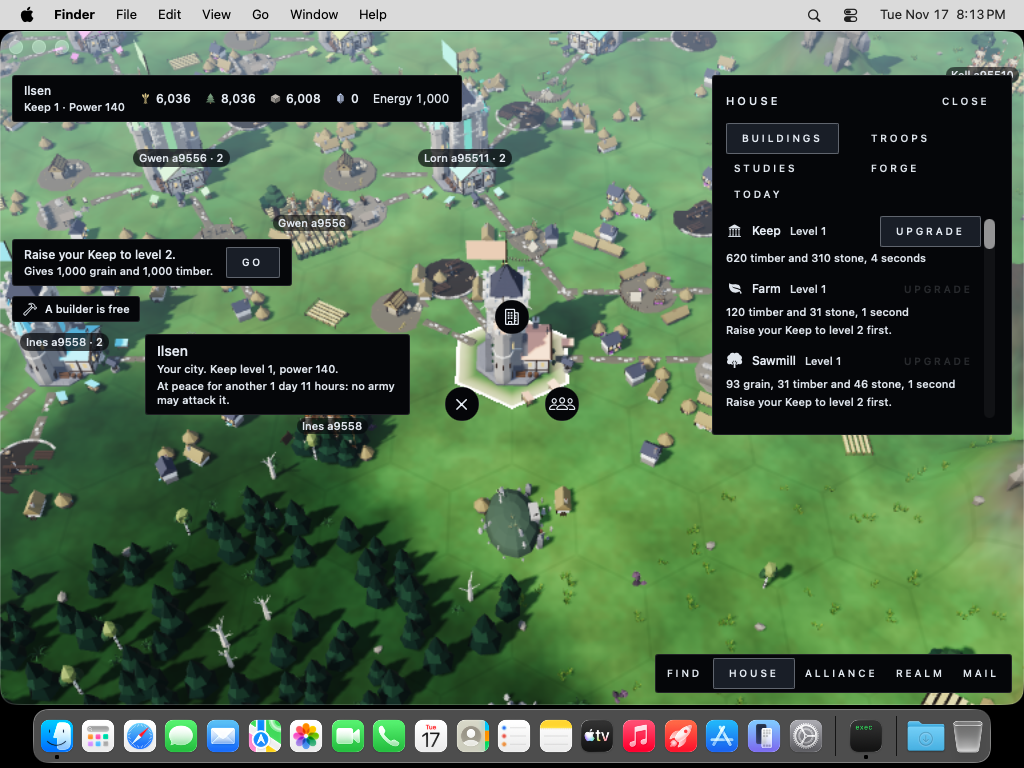 Finder File Edit View Go Window Help Tue Nov 17 8:13 PM
Ilsen
Keep 1 · Power 140
6,036 8,036 6,008 0 Energy 1,000
HOUSE CLOSE
BUILDINGS TROOPS
STUDIES FORGE
TODAY
Keep Level 1 UPGRADE
620 timber and 310 stone, 4 seconds
Farm Level 1 UPGRADE
120 timber and 31 stone, 1 second
Raise your Keep to level 2 first.
Sawmill Level 1 UPGRADE
93 grain, 31 timber and 46 stone, 1 second
Raise your Keep to level 2 first.
Gwen a9556 · 2
Lorn a95511 · 2
Gwen a9556
Raise your Keep to level 2.
Gives 1,000 grain and 1,000 timber.
GO
A builder is free
Ines a9558 · 2
Ilsen
Your city. Keep level 1, power 140.
At peace for another 1 day 11 hours: no army
may attack it.
Ines a9558
FIND HOUSE ALLIANCE REALM MAIL
Tue
17
tv
exec